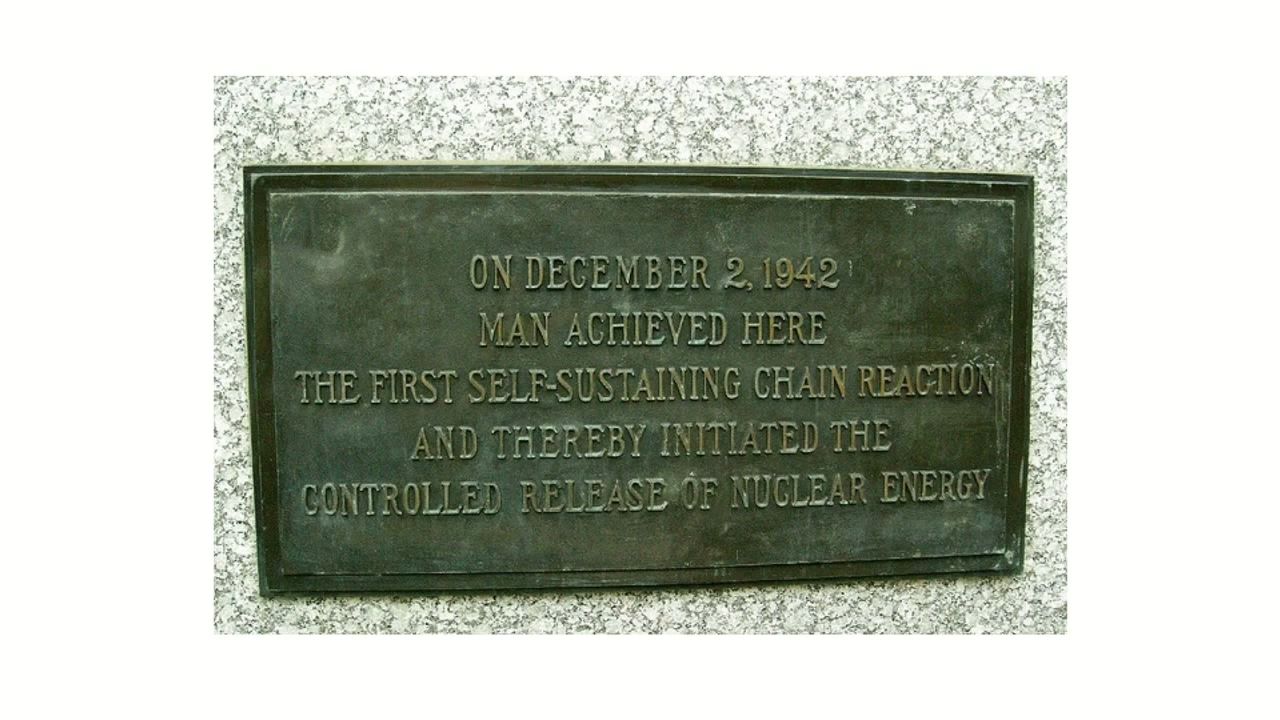 ON DECEMBER 2, 1942
MAN ACHIEVED HERE
THE FIRST SELF-SUSTAINING CHAIN REACTION
AND THEREBY INITIATED THE
CONTROLLED RELEASE OF NUCLEAR ENERGY